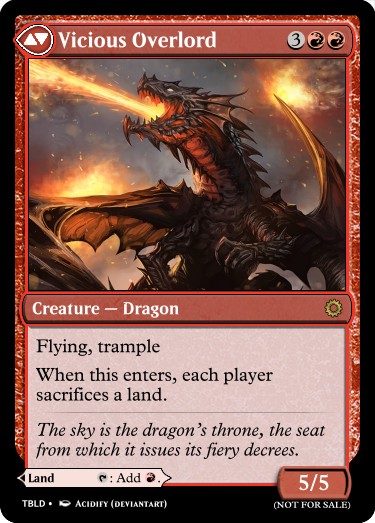 Vicious Overlord 3
Creature — Dragon
Flying, trample
When this enters, each player
sacrifices a land.
The sky is the dragon's throne, the seat
from which it issues its fiery decrees.
Land : Add .
5/5
TBLD • Acidify (deviantart)
(NOT FOR SALE)